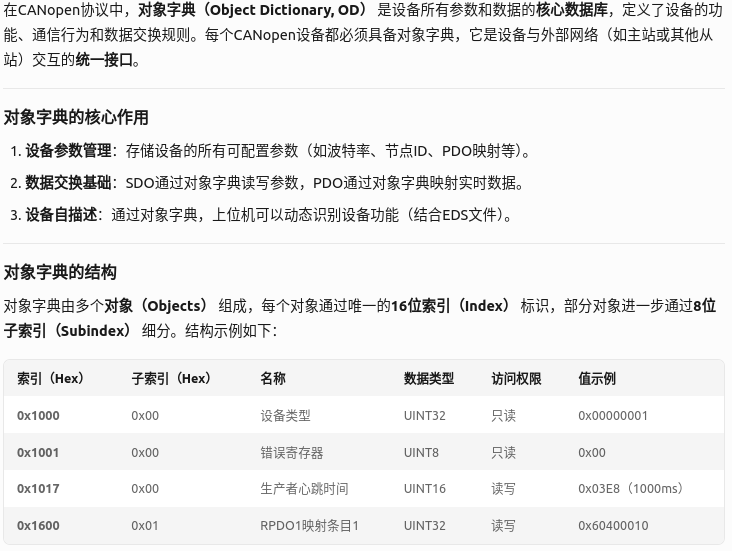 在CANopen协议中，对象字典（Object Dictionary, OD） 是设备所有参数和数据的核心数据库，定义了设备的功
能、通信行为和数据交换规则。每个CANopen设备都必须具备对象字典，它是设备与外部网络（如主站或其他从
站）交互的统一接口。
对象字典的核心作用
1. 设备参数管理：存储设备的所有可配置参数（如波特率、节点ID、PDO映射等）。
2. 数据交换基础：SDO通过对象字典读写参数，PDO通过对象字典映射实时数据。
3. 设备自描述：通过对象字典，上位机可以动态识别设备功能（结合EDS文件）。
对象字典的结构
对象字典由多个对象（Objects） 组成，每个对象通过唯一的16位索引（Index） 标识，部分对象进一步通过8位
子索引（Subindex） 细分。结构示例如下：
索引（Hex） 子索引（Hex） 名称 数据类型 访问权限 值示例
0x1000 0x00 设备类型 UINT32 只读 0x00000001
0x1001 0x00 错误寄存器 UINT8 只读 0x00
0x1017 0x00 生产者心跳时间 UINT16 读写 0x03E8（1000ms）
0x1600 0x01 RPDO1映射条目1 UINT32 读写 0x60400010